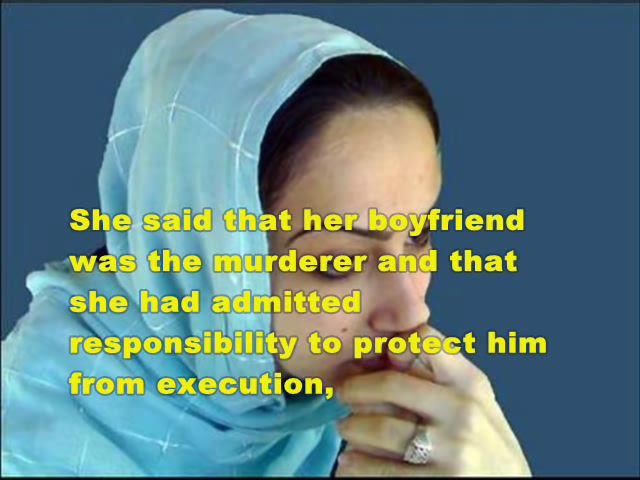 She said that her boyfriend
was the murderer and that
she had admitted
responsibility to protect him
from execution,